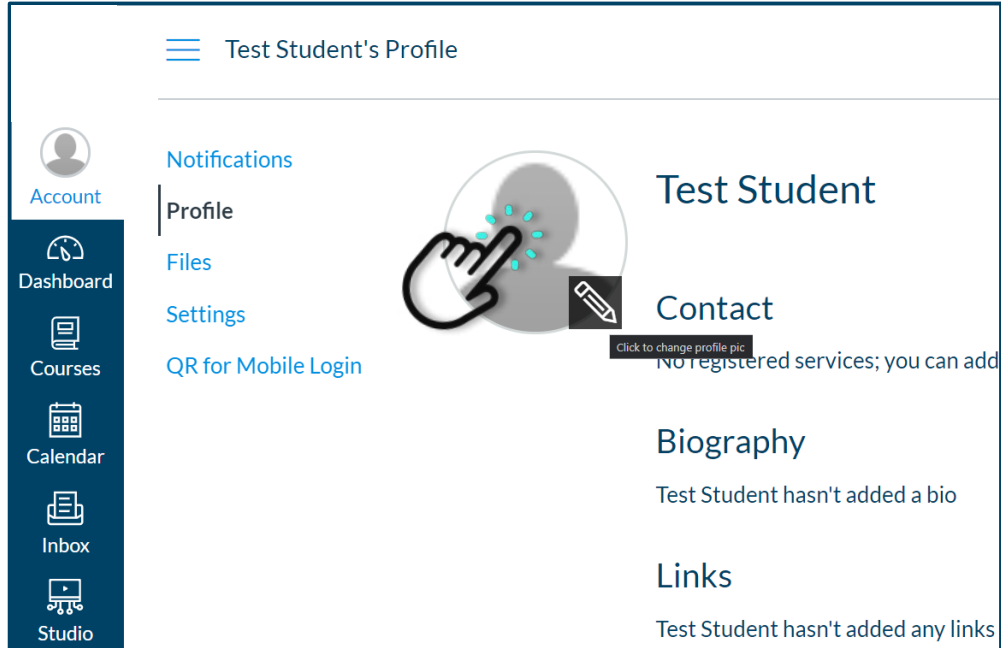 Test Student's Profile
Account
Dashboard
Courses
Calendar
Inbox
Studio
Notifications
Profile
Files
Settings
QR for Mobile Login
Test Student
Contact
Click to change profile pic
No registered services; you can add
Biography
Test Student hasn't added a bio
Links
Test Student hasn't added any links